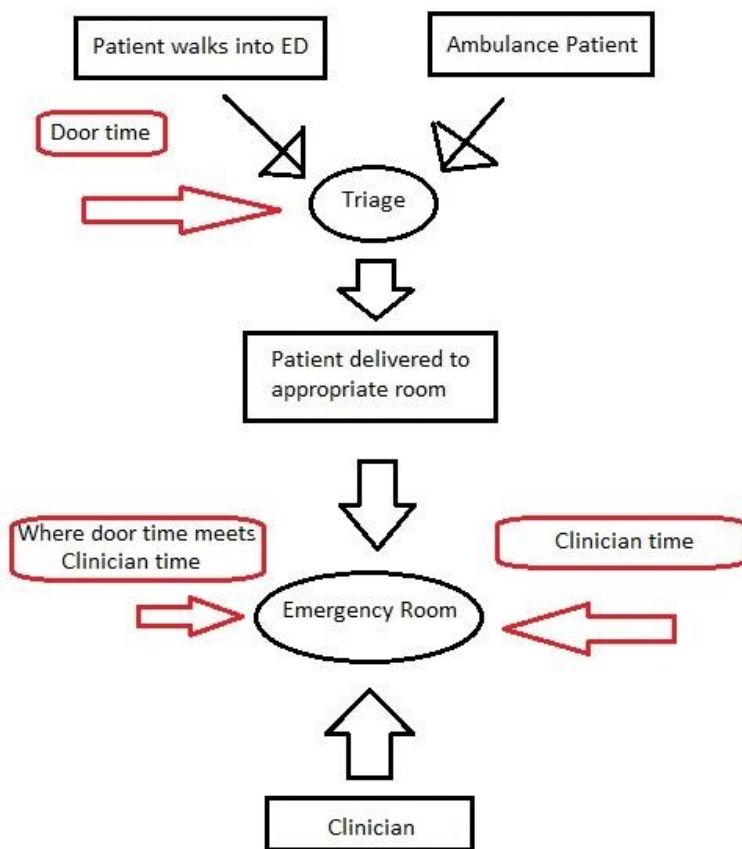 Patient walks into ED
Ambulance Patient
Door time
Triage
Patient delivered to
appropriate room
Where door time meets
Clinician time
Clinician time
Emergency Room
Clinician